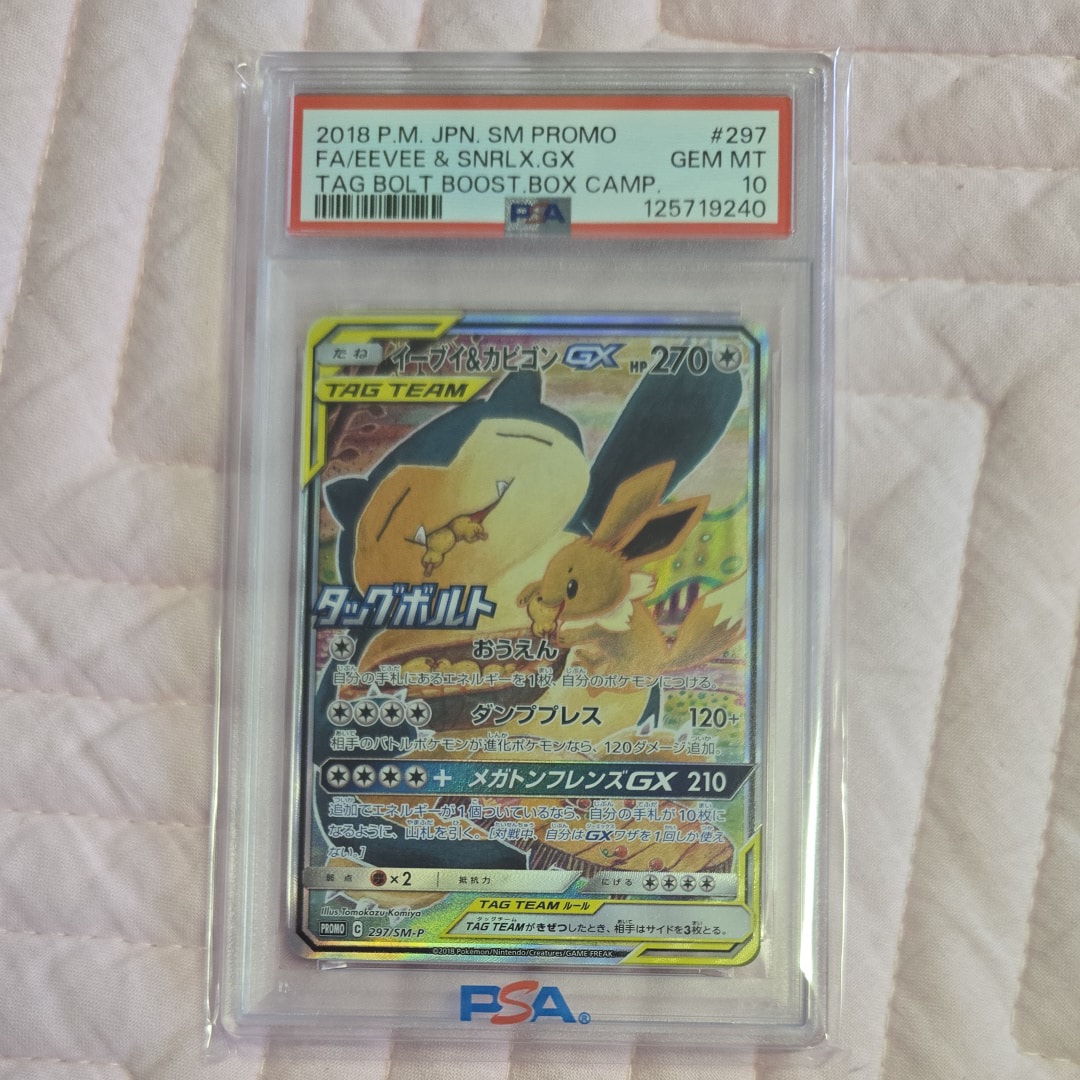 2018 P.M. JPN. SM PROMO #297
FA/EEVEE & SNRLX.GX GEM MT
TAG BOLT BOOST.BOX CAMP. 10
PSA 125719240
たね イーブイ&カビゴンGX HP270
TAG TEAM
タッグボルト
おうえん
自分の手札にあるエネルギーを1枚、自分のポケモンにつける。
ダンププレス 120+
相手のバトルポケモンが進化ポケモンなら、120ダメージ追加。
+ メガトンフレンズGX 210
追加でエネルギーが1個ついているなら、自分の手札が10枚に
なるように、山札を引く。[対戦中、自分はGXワザを1回しか使え
ない。]
弱点 ×2 抵抗力 にげる
Illus.Tomokazu Komiya
TAG TEAM ルール
PROMO C 297/SM-P
TAG TEAMがきぜつしたとき、相手はサイドを3枚とる。
©2018 Pokémon/Nintendo/Creatures/GAME FREAK.
PSA®